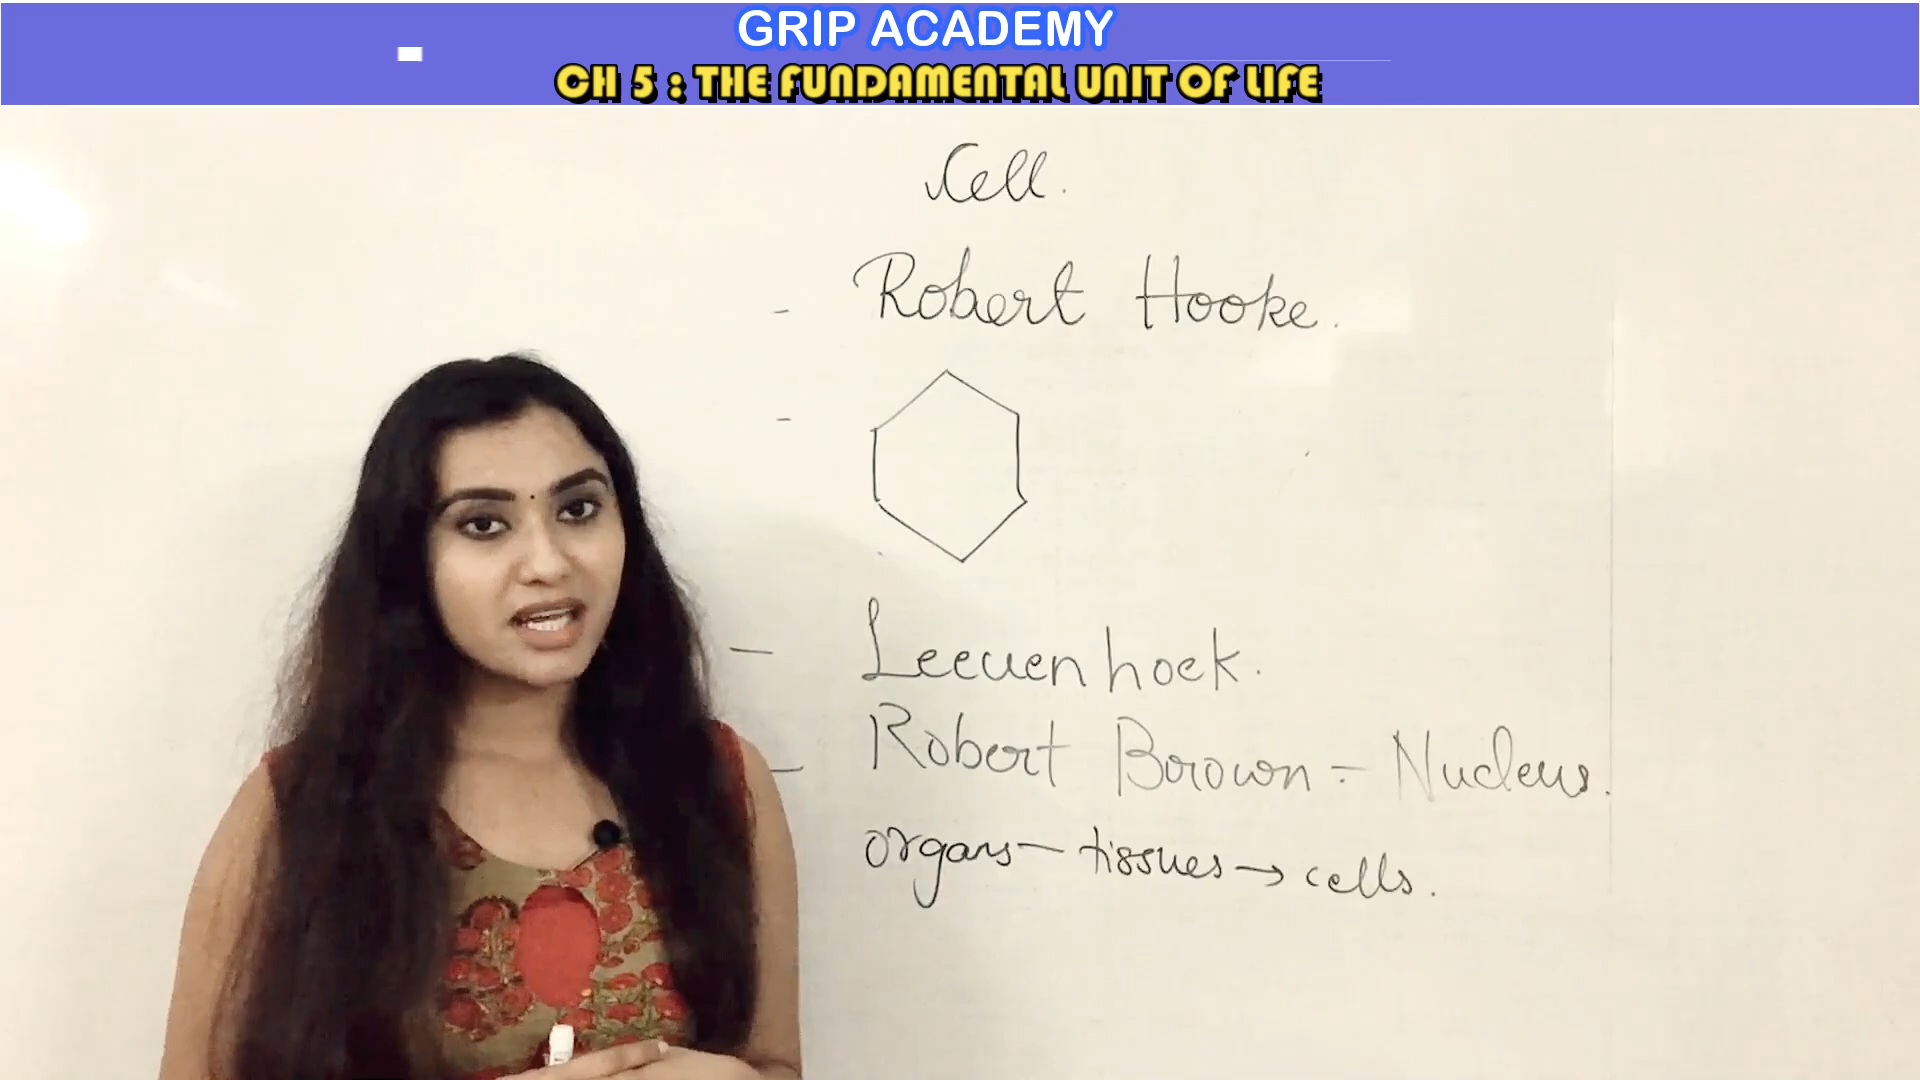 GRIP ACADEMY
CH 5 : THE FUNDAMENTAL UNIT OF LIFE
Cell.
- Robert Hooke.
-
- Leeuenhoek.
- Robert Brown - Nucleus.
organs - tissues → cells.